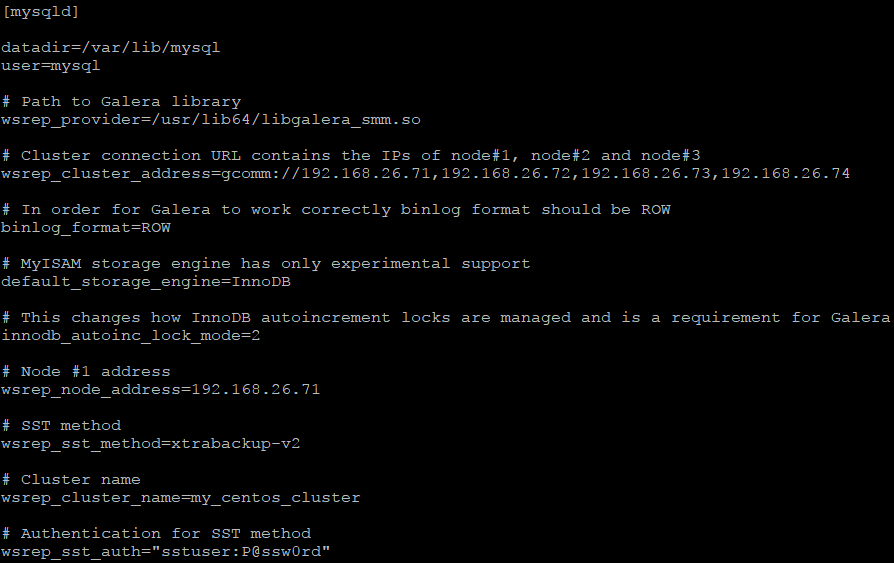 [mysqld]
datadir=/var/lib/mysql
user=mysql
# Path to Galera library
wsrep_provider=/usr/lib64/libgalera_smm.so
# Cluster connection URL contains the IPs of node#1, node#2 and node#3
wsrep_cluster_address=gcomm://192.168.26.71,192.168.26.72,192.168.26.73,192.168.26.74
# In order for Galera to work correctly binlog format should be ROW
binlog_format=ROW
# MyISAM storage engine has only experimental support
default_storage_engine=InnoDB
# This changes how InnoDB autoincrement locks are managed and is a requirement for Galera
innodb_autoinc_lock_mode=2
# Node #1 address
wsrep_node_address=192.168.26.71
# SST method
wsrep_sst_method=xtrabackup-v2
# Cluster name
wsrep_cluster_name=my_centos_cluster
# Authentication for SST method
wsrep_sst_auth="sstuser:P@ssw0rd"